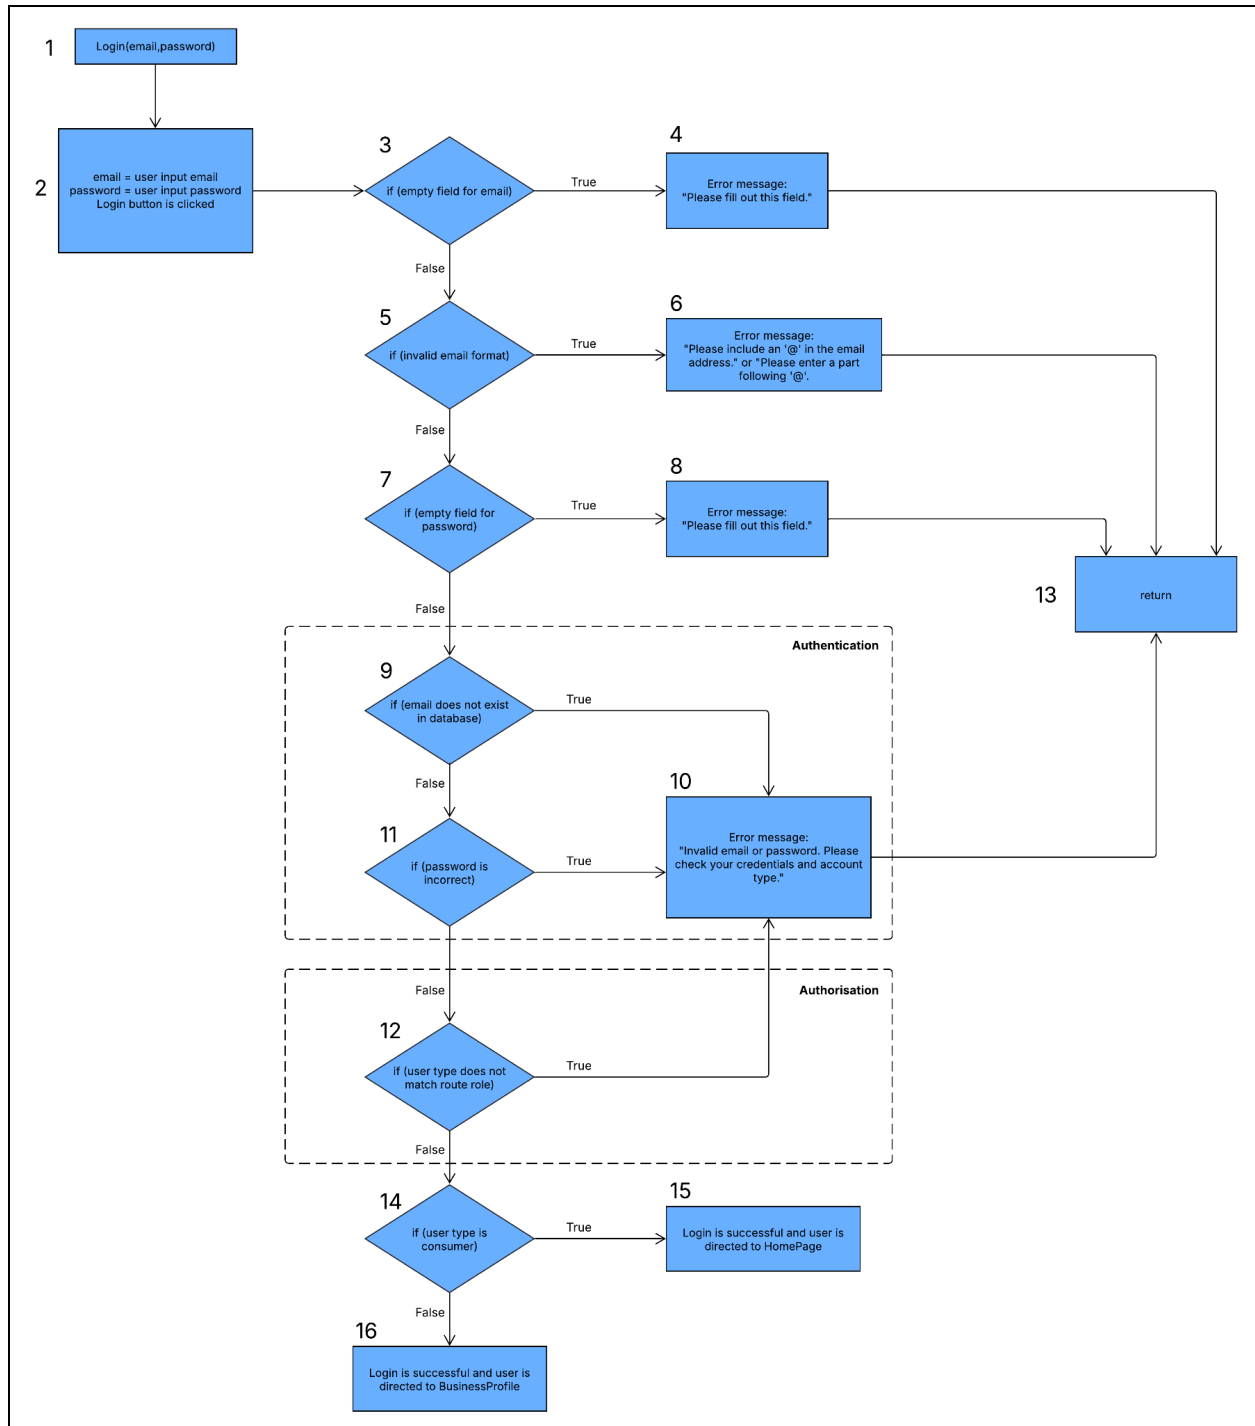 1
Login(email,password)
2
email = user input email
password = user input password
Login button is clicked
3
if (empty field for email)
True
4
Error message:
"Please fill out this field."
False
5
if (invalid email format)
True
6
Error message:
"Please include an '@' in the email
address." or "Please enter a part
following '@'.
False
7
if (empty field for
password)
True
8
Error message:
"Please fill out this field."
13
return
False
Authentication
9
if (email does not exist
in database)
True
False
10
Error message:
"Invalid email or password. Please
check your credentials and account
type."
11
if (password is
incorrect)
True
False
Authorisation
12
if (user type does not
match route role)
True
False
14
if (user type is
consumer)
True
15
Login is successful and user is
directed to HomePage
False
16
Login is successful and user is
directed to BusinessProfile